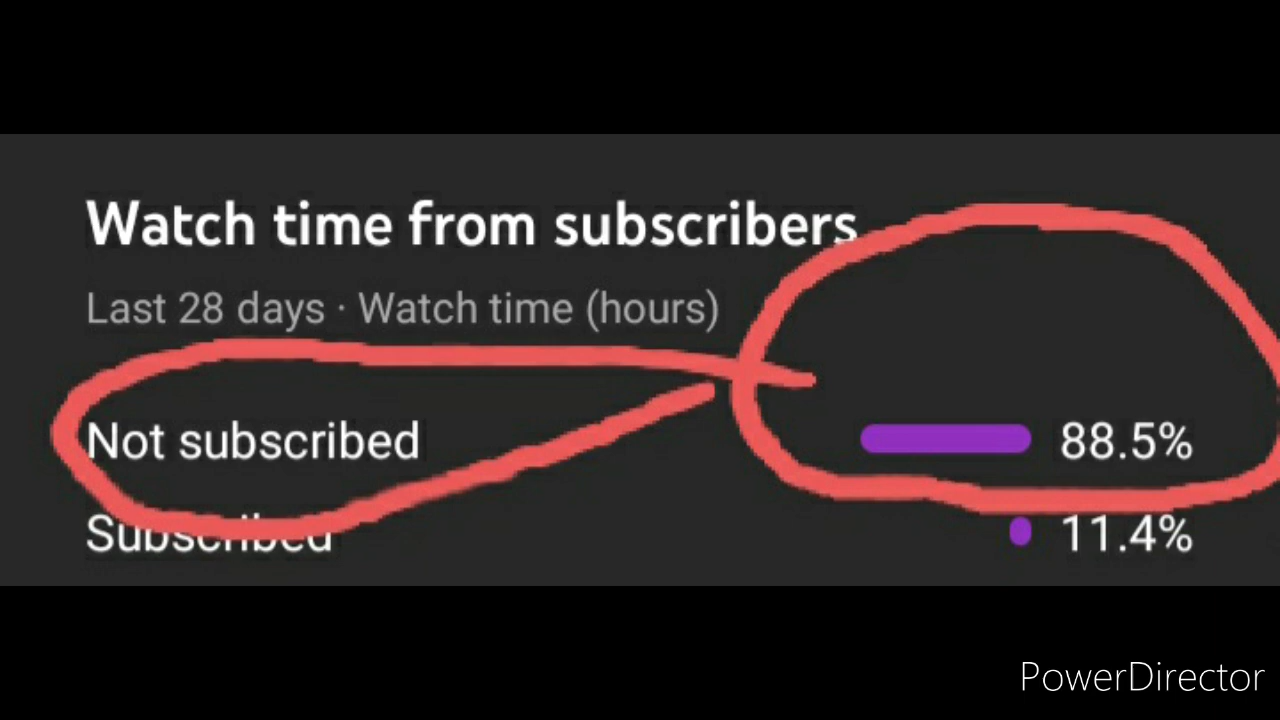 Watch time from subscribers
Last 28 days · Watch time (hours)
Not subscribed 88.5%
Subscribed 11.4%
PowerDirector